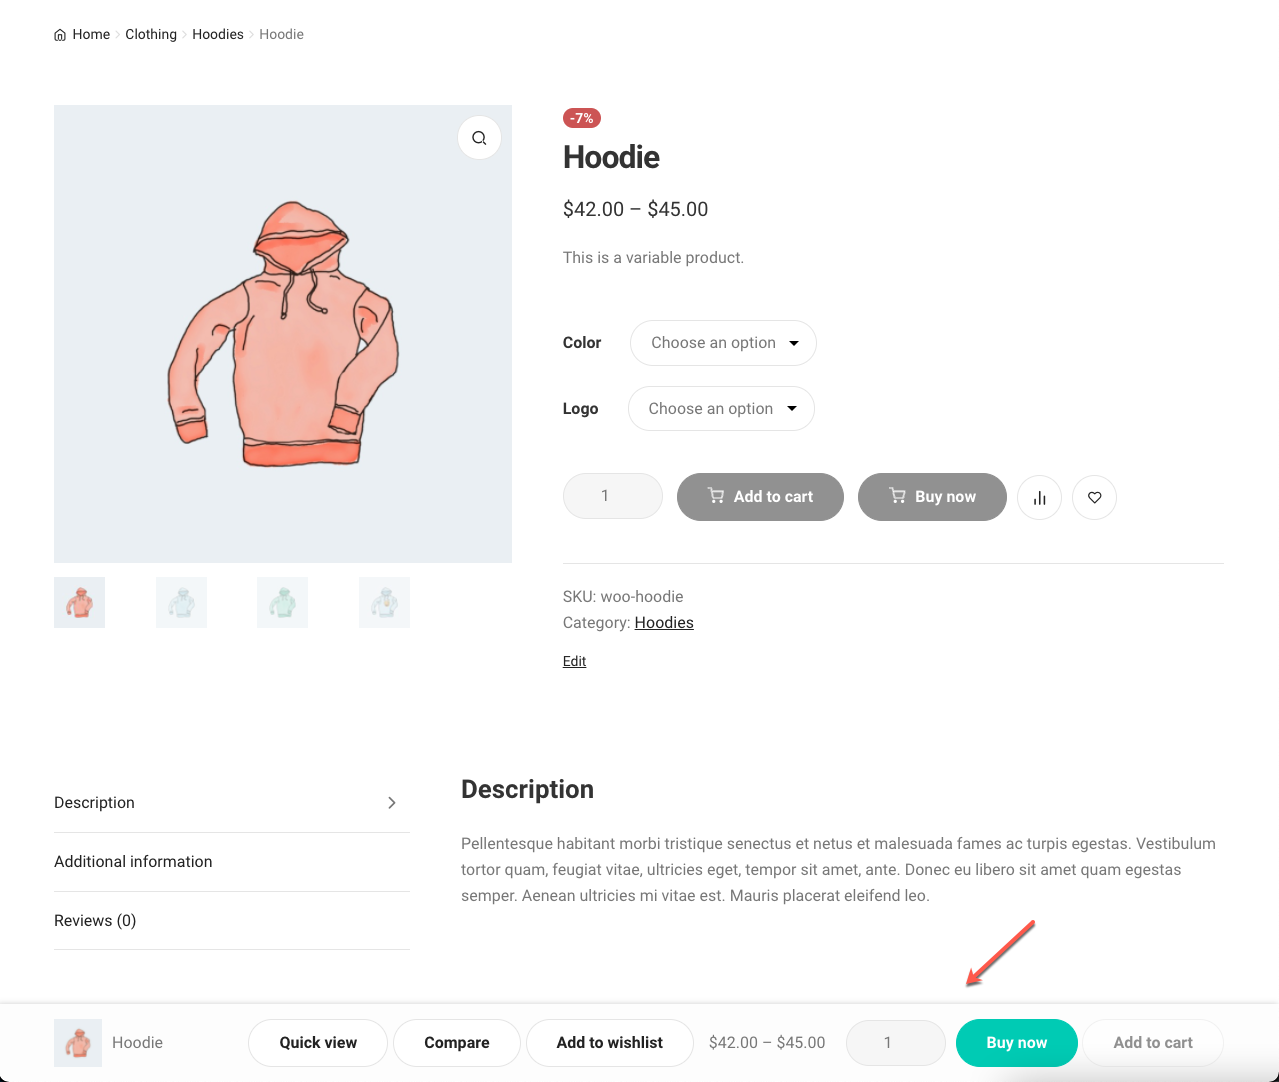 Home Clothing Hoodies Hoodie
-7%
Hoodie
$42.00 – $45.00
This is a variable product.
Color Choose an option
Logo Choose an option
1 Add to cart Buy now
SKU: woo-hoodie
Category: Hoodies
Edit
Description
Additional information
Reviews (0)
Description
Pellentesque habitant morbi tristique senectus et netus et malesuada fames ac turpis egestas. Vestibulum
tortor quam, feugiat vitae, ultricies eget, tempor sit amet, ante. Donec eu libero sit amet quam egestas
semper. Aenean ultricies mi vitae est. Mauris placerat eleifend leo.
Hoodie Quick view Compare Add to wishlist $42.00 – $45.00 1 Buy now Add to cart